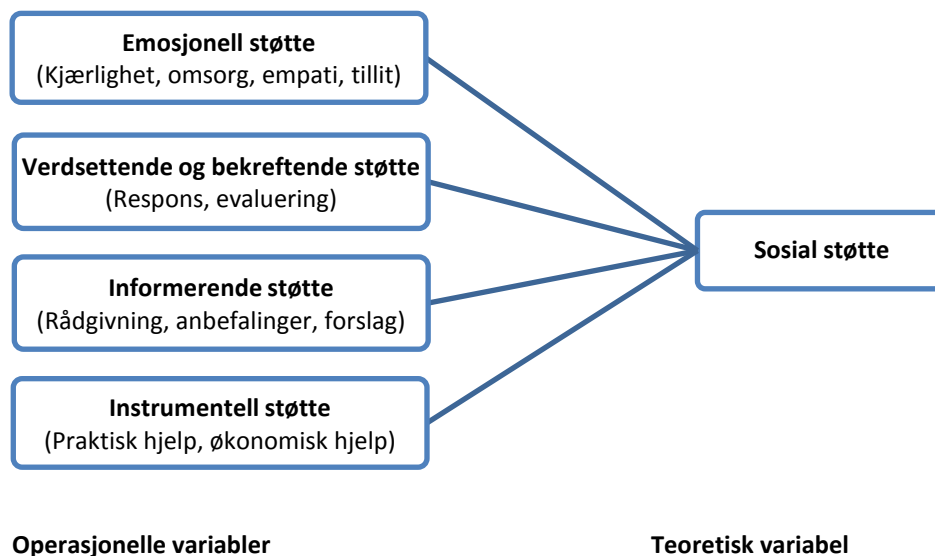 Emosjonell støtte
(Kjærlighet, omsorg, empati, tillit)
Verdsettende og bekreftende støtte
(Respons, evaluering)
Informerende støtte
(Rådgivning, anbefalinger, forslag)
Instrumentell støtte
(Praktisk hjelp, økonomisk hjelp)
Sosial støtte
Operasjonelle variabler
Teoretisk variabel